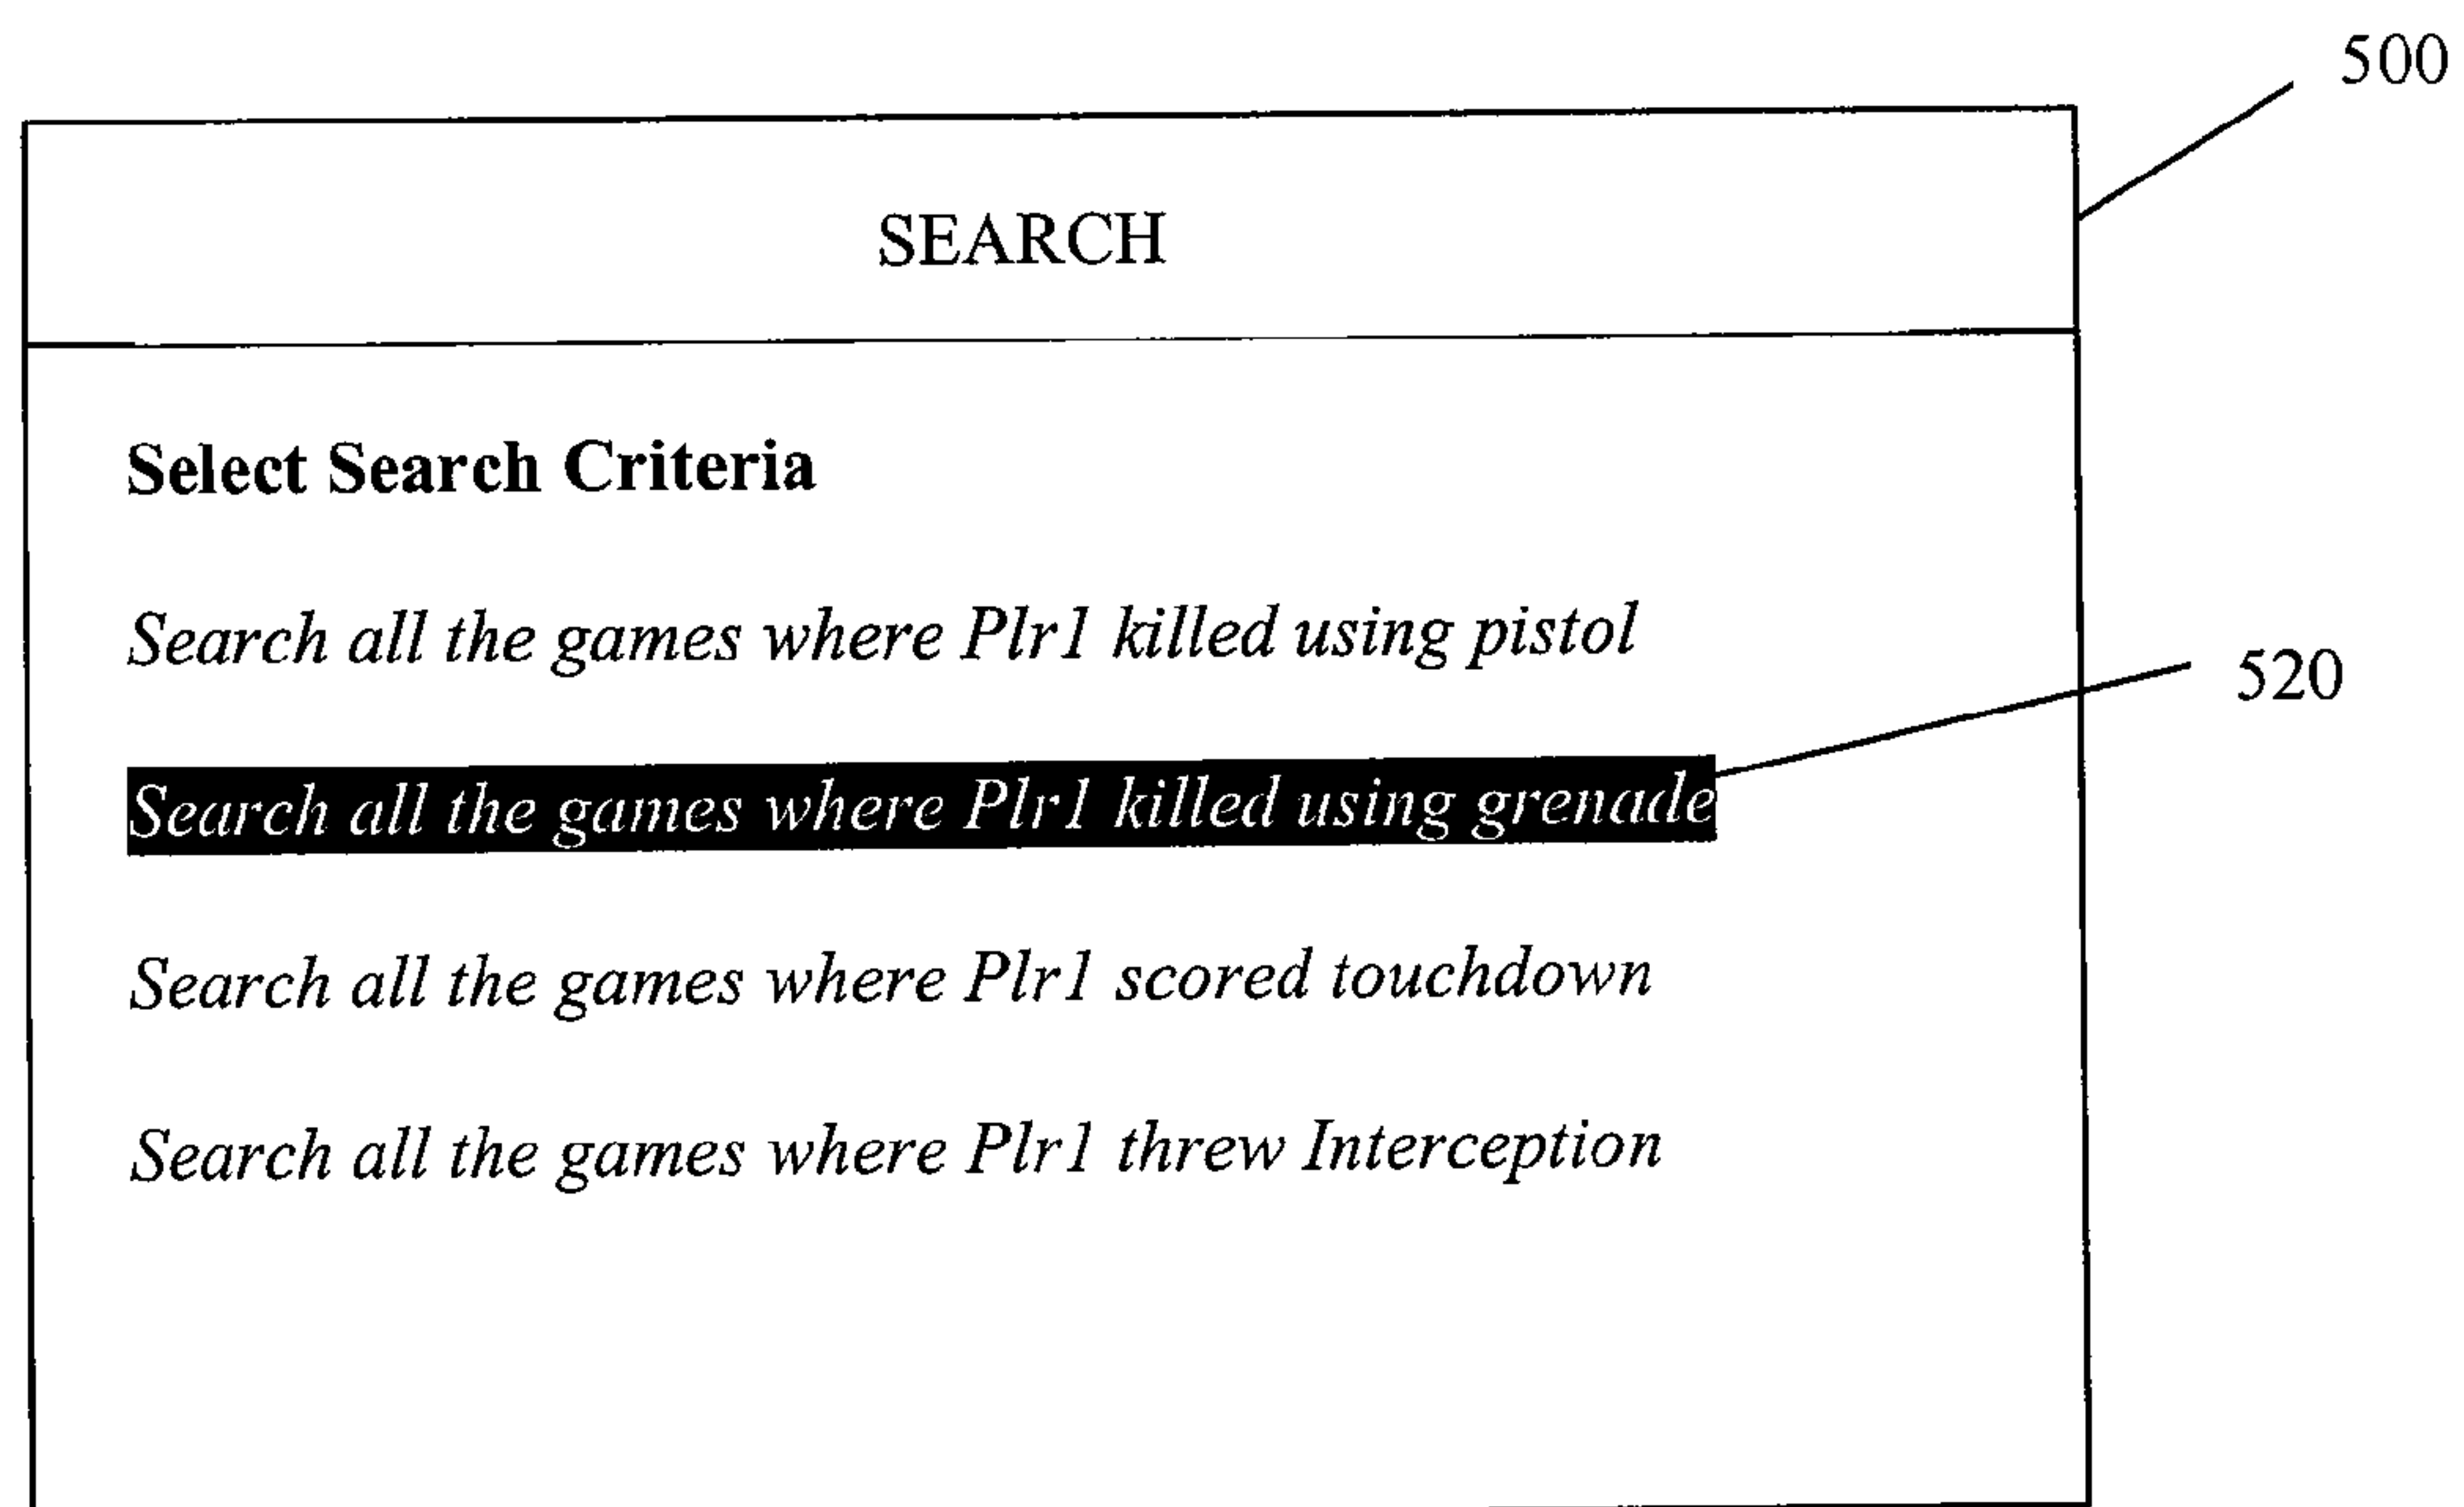 500
SEARCH
Select Search Criteria
Search all the games where Plr1 killed using pistol
520
Search all the games where Plr1 killed using grenade
Search all the games where Plr1 scored touchdown
Search all the games where Plr1 threw Interception